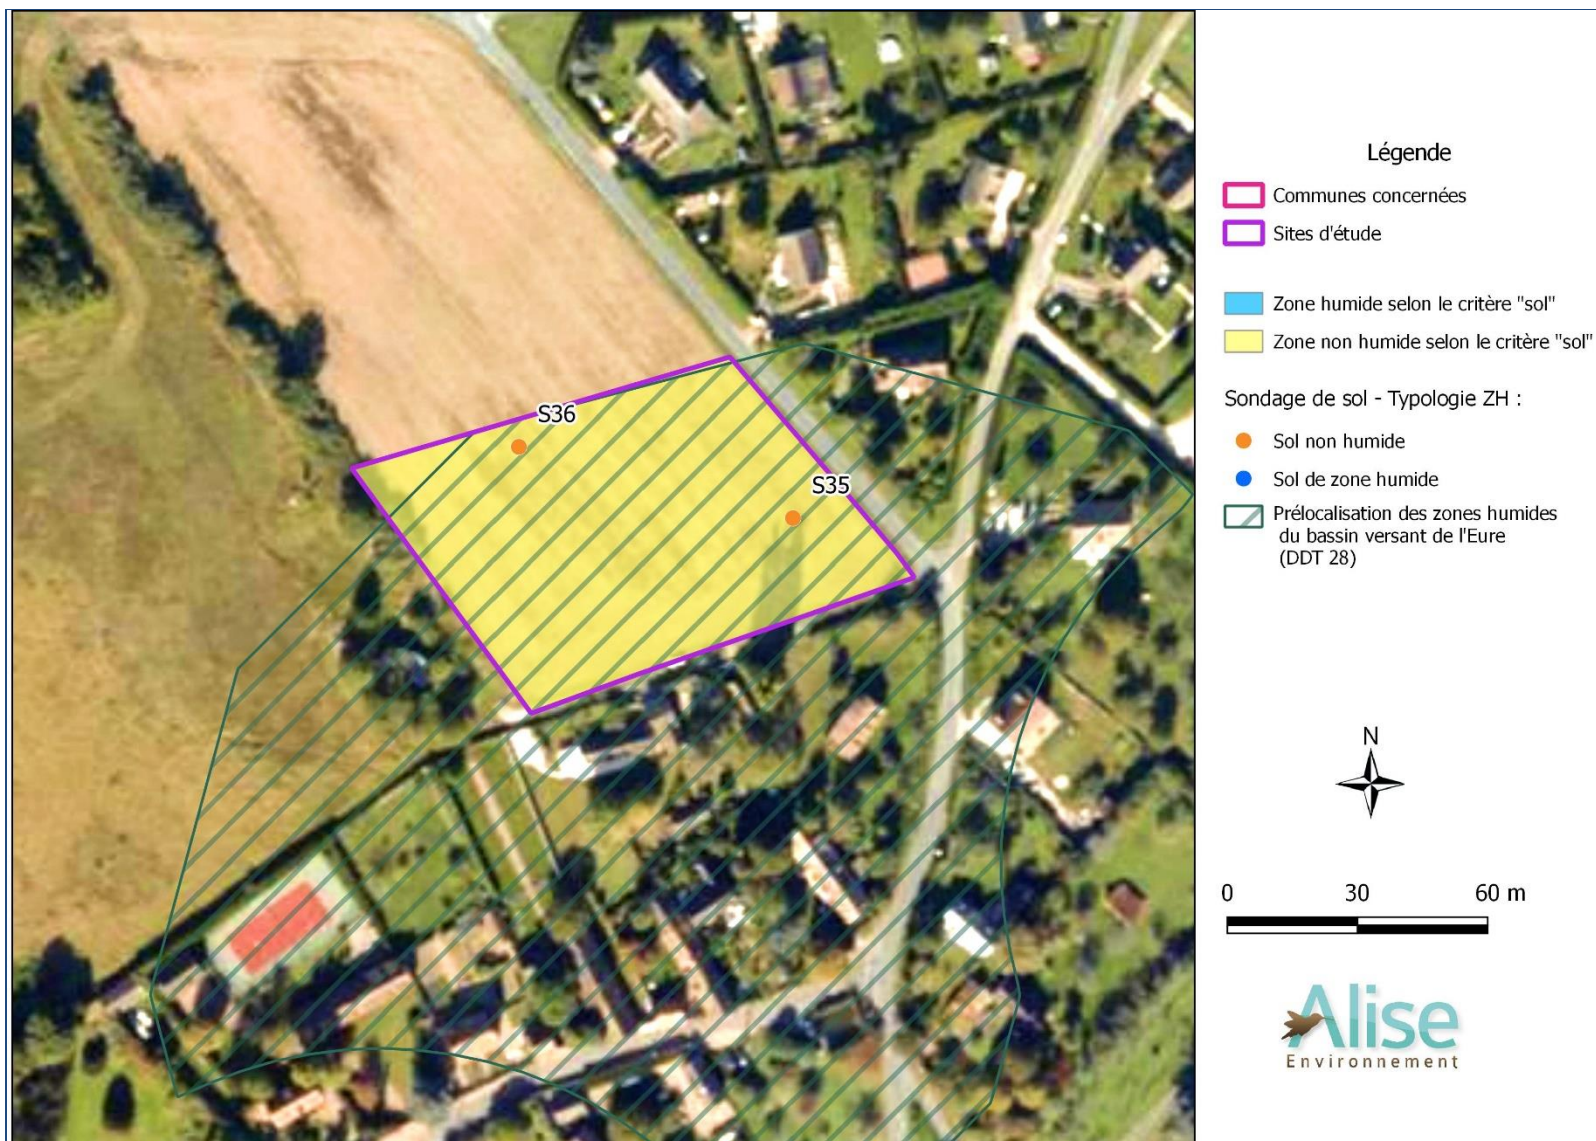 S36
S35
Légende
Communes concernées
Sites d'étude
Zone humide selon le critère "sol"
Zone non humide selon le critère "sol"
Sondage de sol - Typologie ZH :
Sol non humide
Sol de zone humide
Prélocalisation des zones humides
du bassin versant de l'Eure
(DDT 28)
N
0 30 60 m
Alise
Environnement